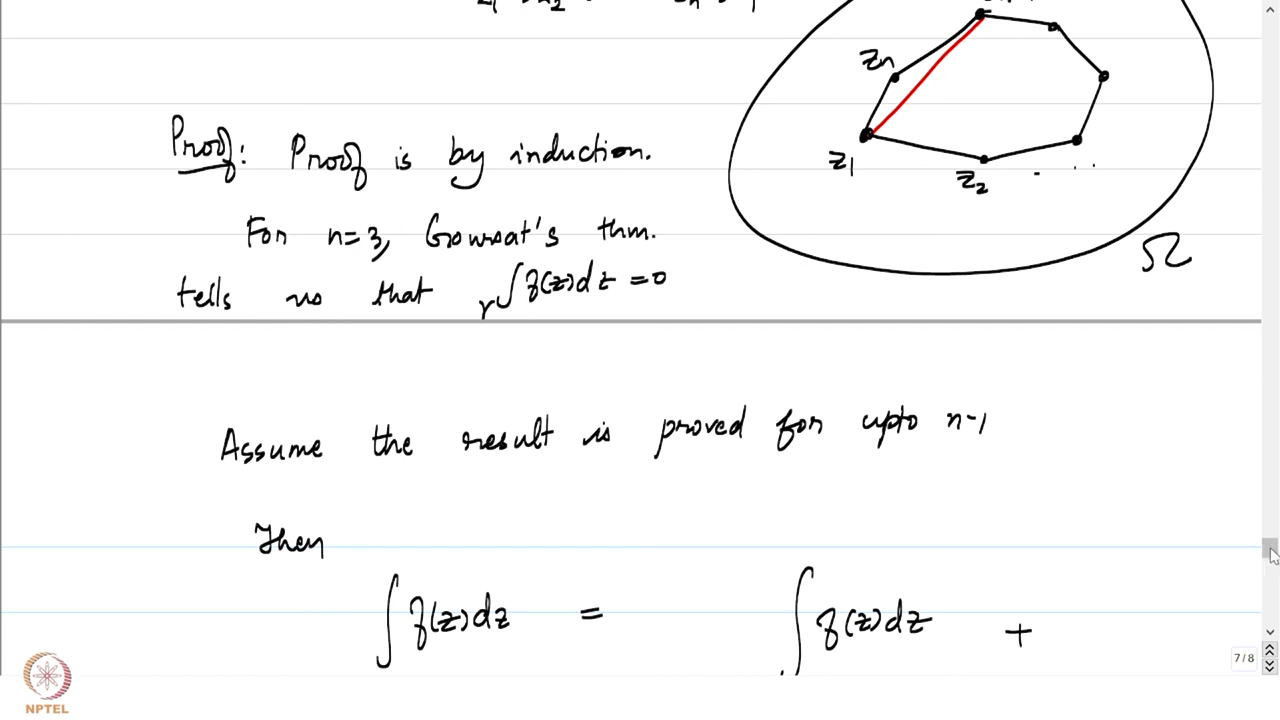 zn
z1
z2
Ω
Proof: Proof is by induction.
For n=3, Goursat's thm.
tells us that γ∫f(z)dz = 0
Assume the result is proved for upto n-1
Then
∫f(z)dz = ∫f(z)dz +
7/8
NPTEL